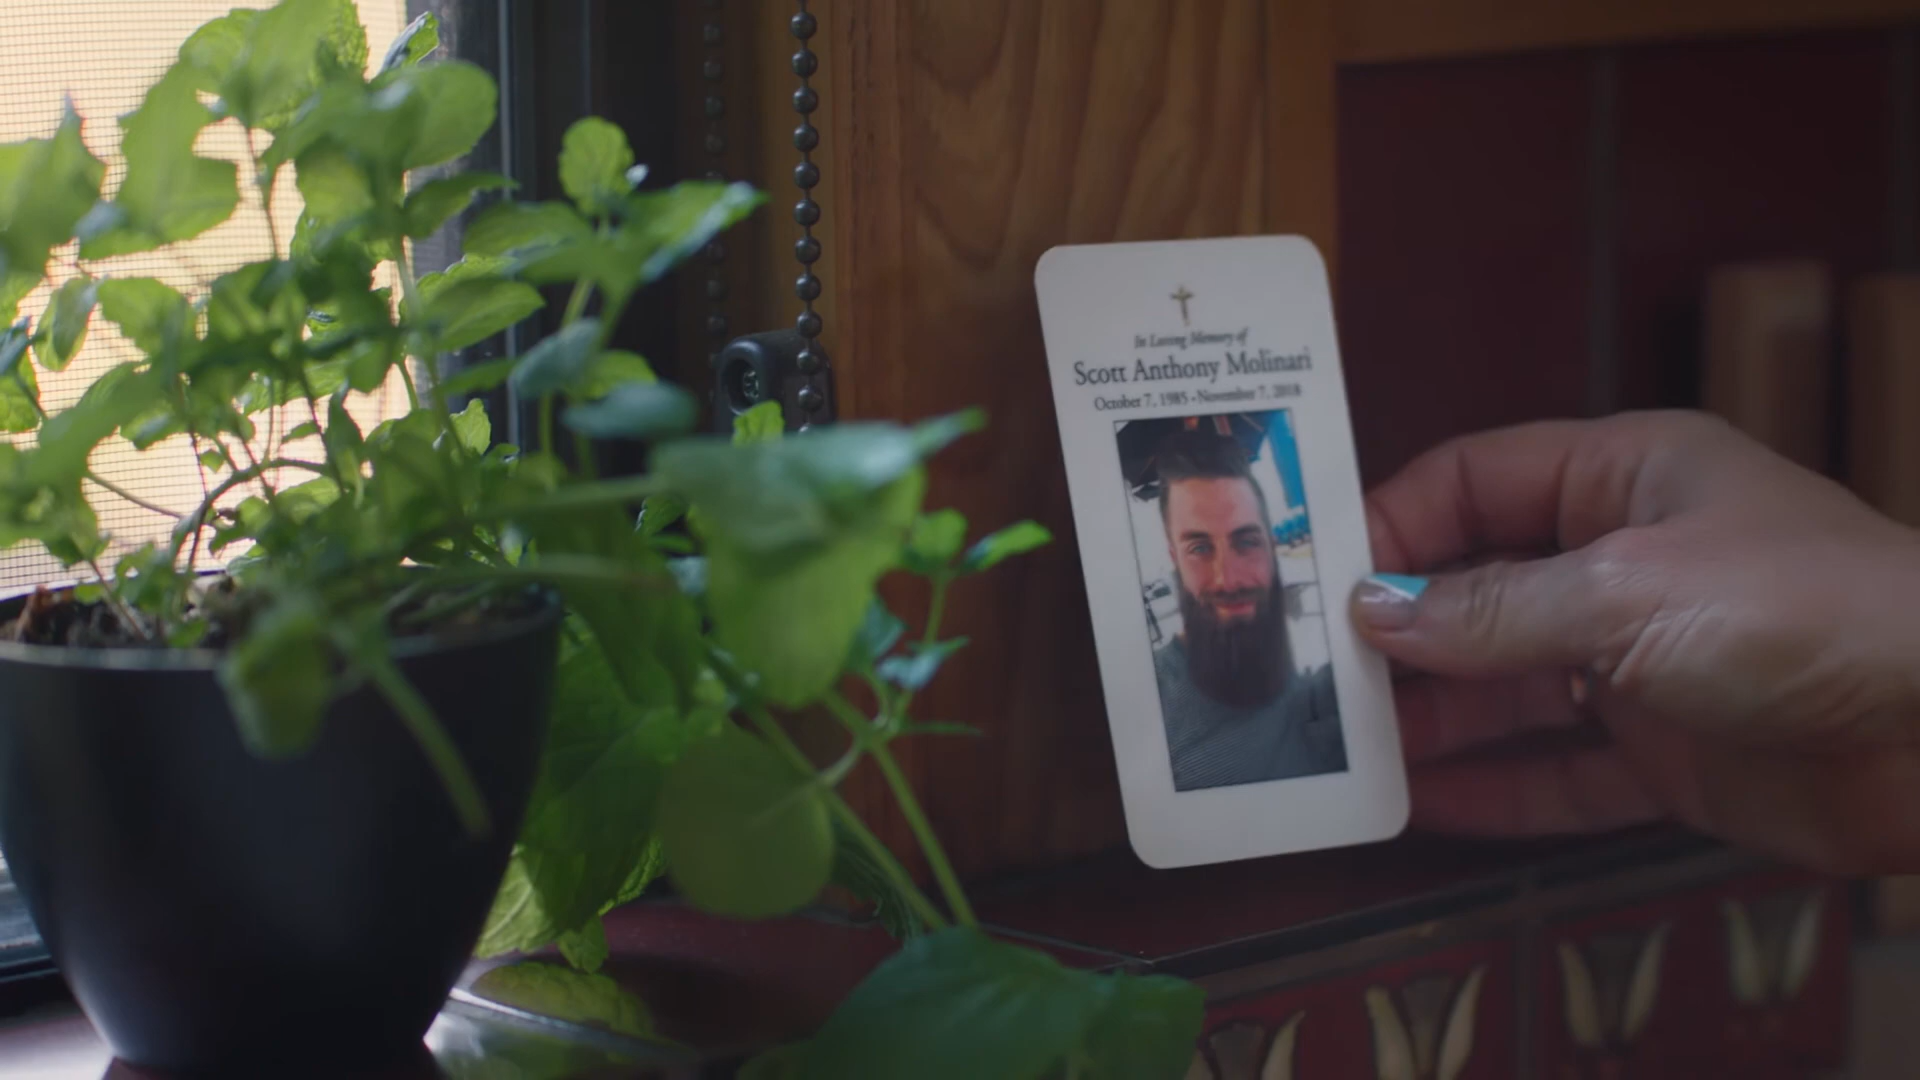 In Loving Memory of
Scott Anthony Molinari
October 7, 1985 - November 7, 2018